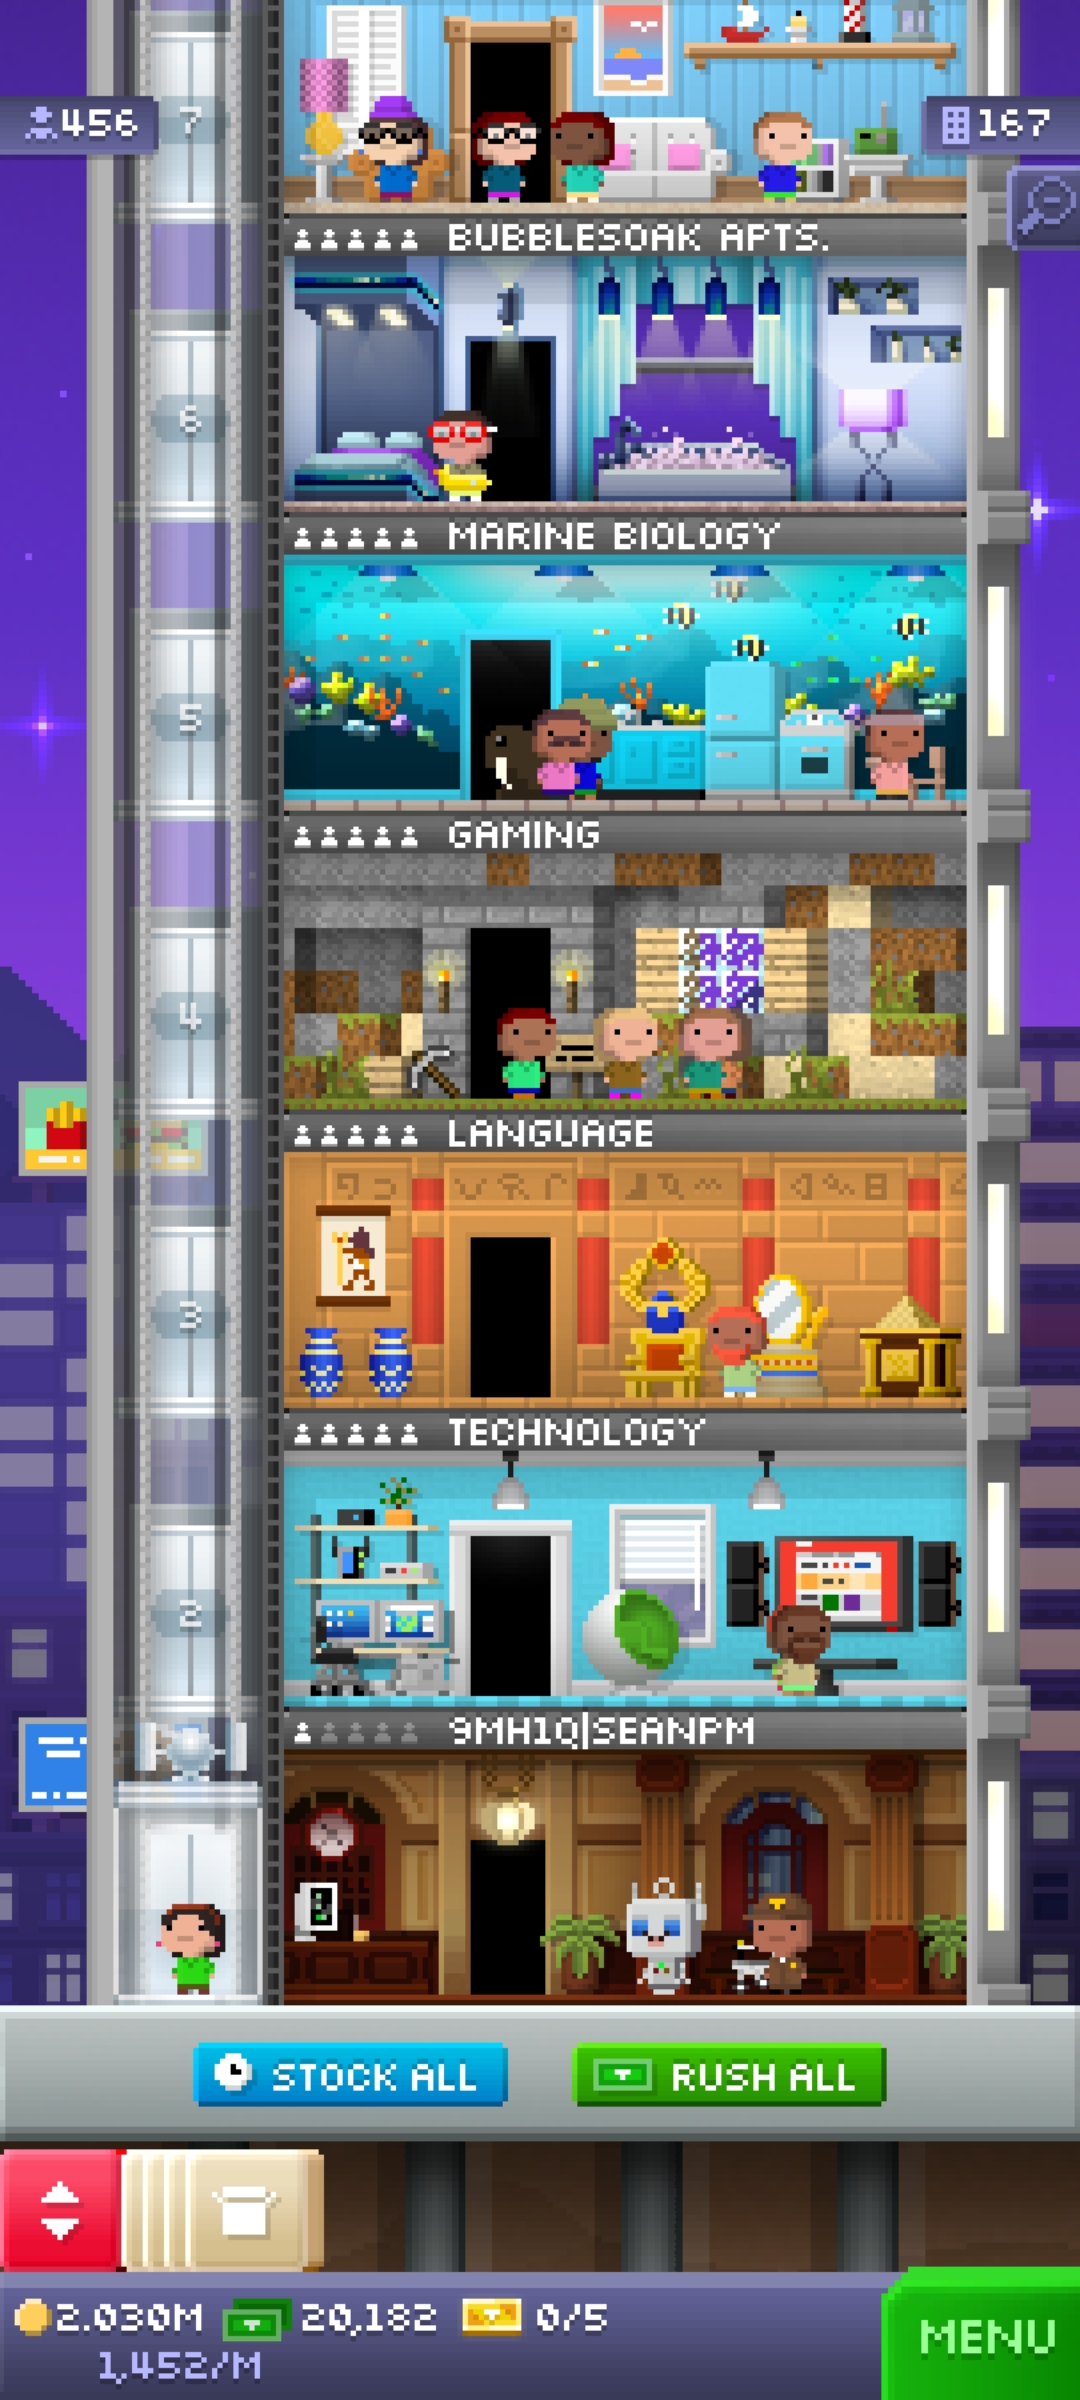 456
7
167
BUBBLESOAK APTS.
6
MARINE BIOLOGY
5
GAMING
4
LANGUAGE
3
TECHNOLOGY
2
9MH1Q|SEANPM
STOCK ALL
RUSH ALL
2.030M 20,182 0/5
1,452/M
MENU